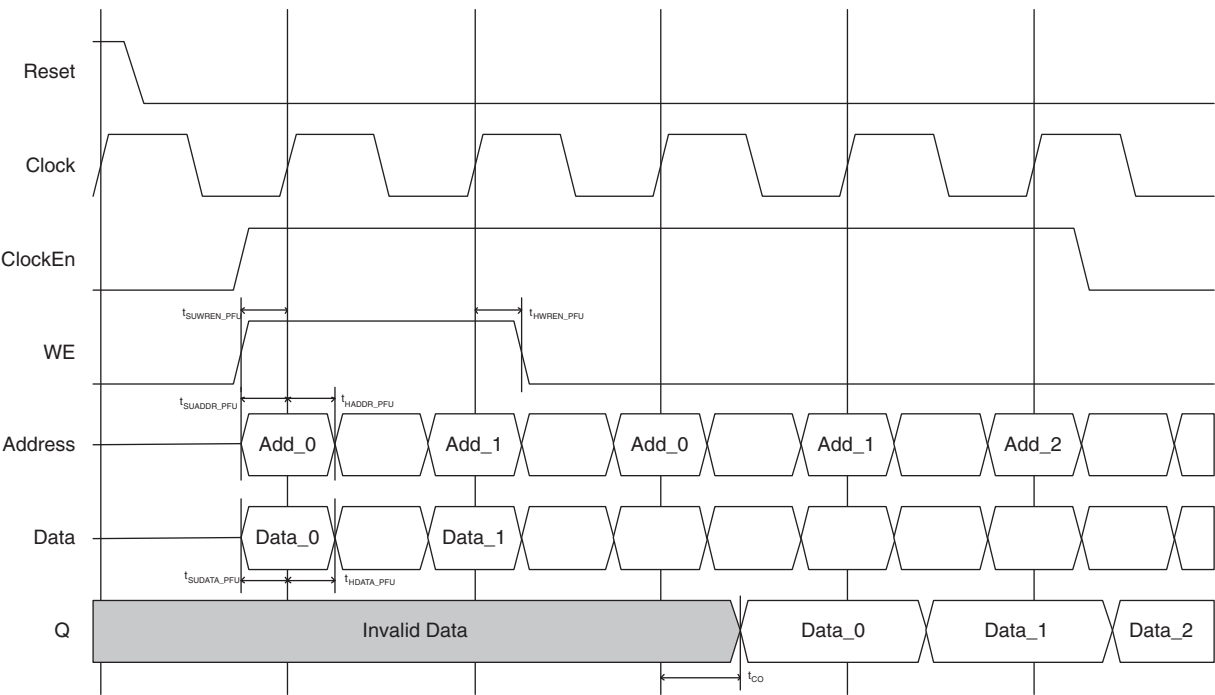 Reset
Clock
ClockEn
tSUWREN_PFU
tHWREN_PFU
WE
tSUADDR_PFU
tHADDR_PFU
Address
Add_0
Add_1
Add_0
Add_1
Add_2
Data
Data_0
Data_1
tSUDATA_PFU
tHDATA_PFU
Q
Invalid Data
Data_0
Data_1
Data_2
tCO